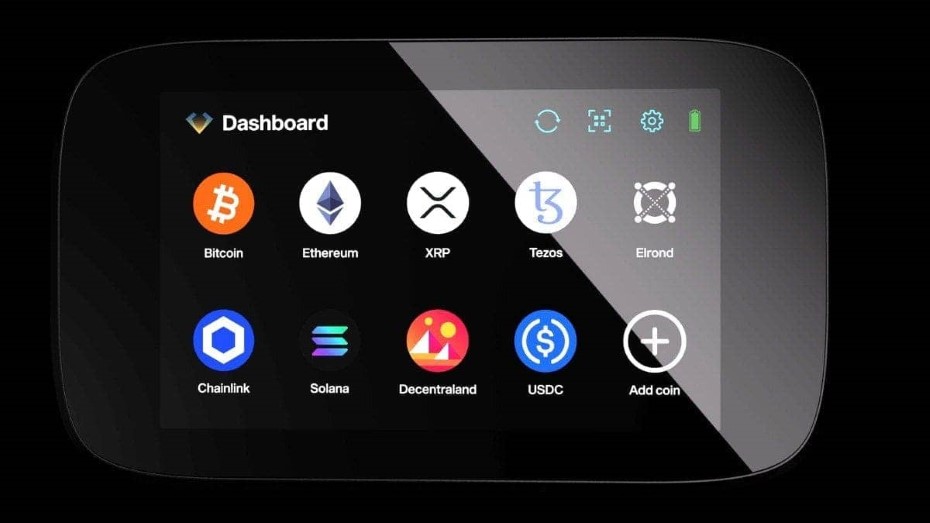 Dashboard
Bitcoin
Ethereum
XRP
Tezos
Elrond
Chainlink
Solana
Decentraland
USDC
Add coin